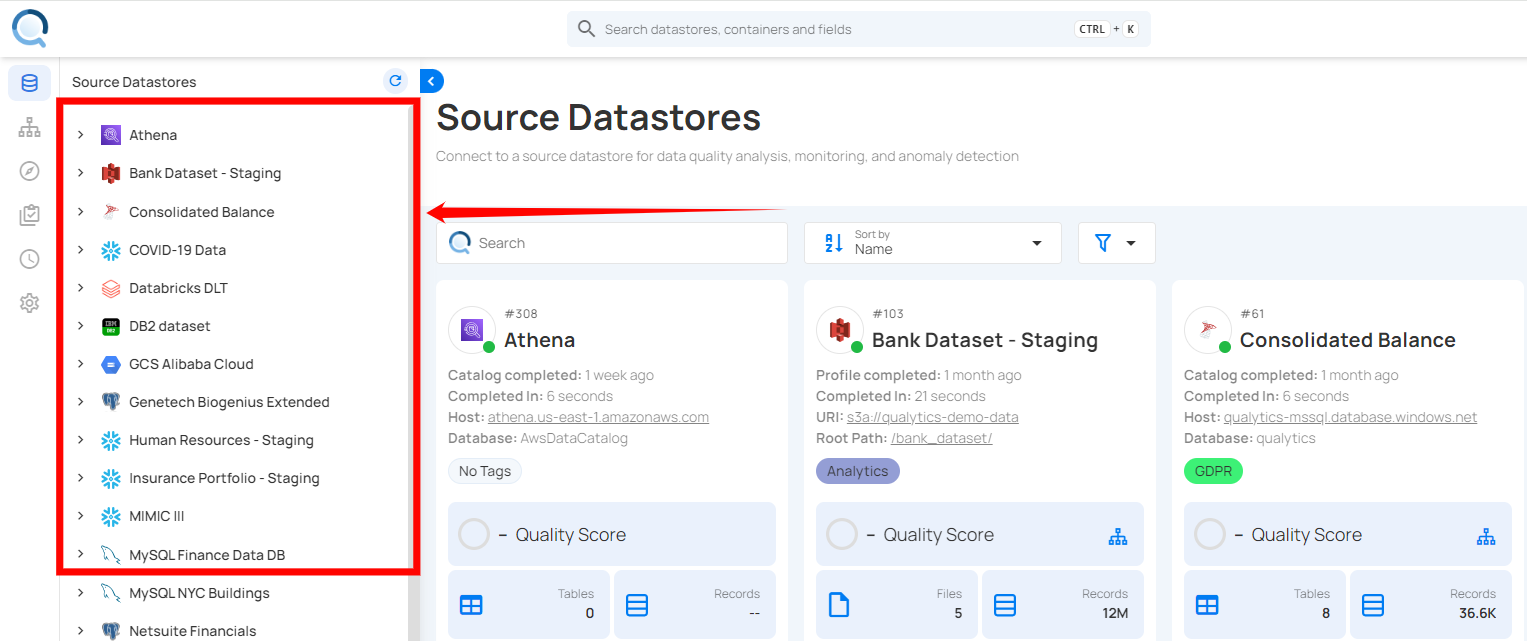 Search datastores, containers and fields
CTRL + K
Source Datastores
Athena
Bank Dataset - Staging
Consolidated Balance
COVID-19 Data
Databricks DLT
DB2 dataset
GCS Alibaba Cloud
Genetech Biogenius Extended
Human Resources - Staging
Insurance Portfolio - Staging
MIMIC III
MySQL Finance Data DB
MySQL NYC Buildings
Netsuite Financials
Source Datastores
Connect to a source datastore for data quality analysis, monitoring, and anomaly detection
Search
Sort by
Name
#308
Athena
Catalog completed: 1 week ago
Completed In: 6 seconds
Host: athena.us-east-1.amazonaws.com
Database: AwsDataCatalog
No Tags
– Quality Score
Tables
0
Records
--
#103
Bank Dataset - Staging
Profile completed: 1 month ago
Completed In: 21 seconds
URI: s3a://qualytics-demo-data
Root Path: /bank_dataset/
Analytics
– Quality Score
Files
5
Records
12M
#61
Consolidated Balance
Catalog completed: 1 month ago
Completed In: 6 seconds
Host: qualytics-mssql.database.windows.net
Database: qualytics
GDPR
– Quality Score
Tables
8
Records
36.6K